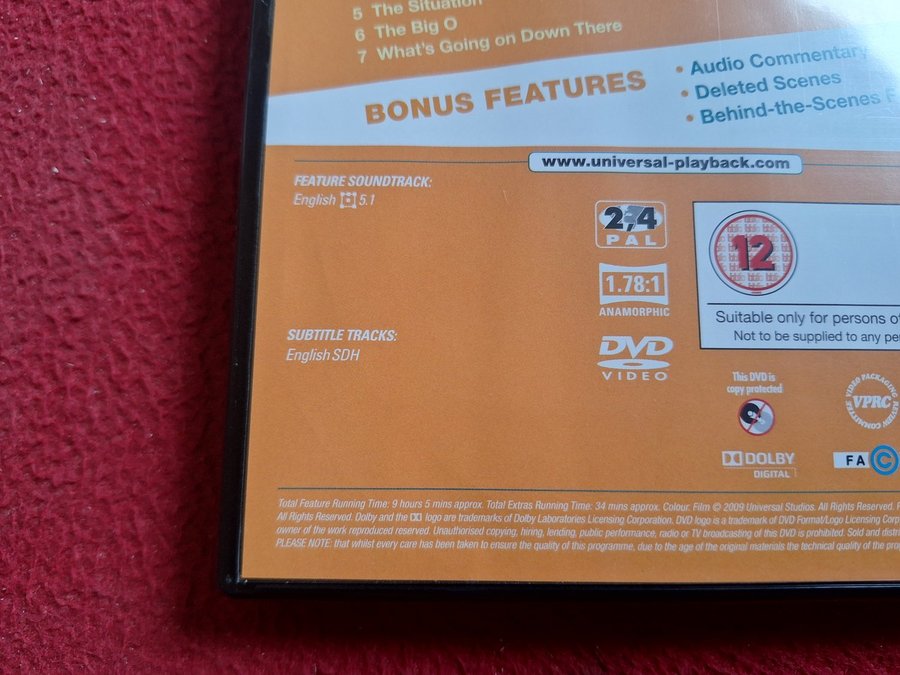 5 The Situation
6 The Big O
7 What's Going on Down There
BONUS FEATURES
• Audio Commentary
• Deleted Scenes
• Behind-the-Scenes F
www.universal-playback.com
FEATURE SOUNDTRACK:
English 5.1
2,4
PAL
1.78:1
ANAMORPHIC
DVD
VIDEO
12
Suitable only for persons of
Not to be supplied to any
SUBTITLE TRACKS:
English SDH
This DVD is
copy protected
VIDEO PACKAGING REVIEW COMMITTEE
VPRC
DOLBY
DIGITAL
FA
Total Feature Running Time: 9 hours 5 mins approx. Total Extras Running Time: 34 mins approx. Colour. Film © 2009 Universal Studios. All Rights Reserved.
All Rights Reserved. Dolby and the logo are trademarks of Dolby Laboratories Licensing Corporation. DVD logo is a trademark of DVD Format/Logo Licensing
owner of the work reproduced reserved. Unauthorised copying, hiring, lending, public performance, radio or TV broadcasting of this DVD is prohibited. Sold and
PLEASE NOTE: that whilst every care has been taken to ensure the quality of this programme, due to the age of the original materials the technical quality of the